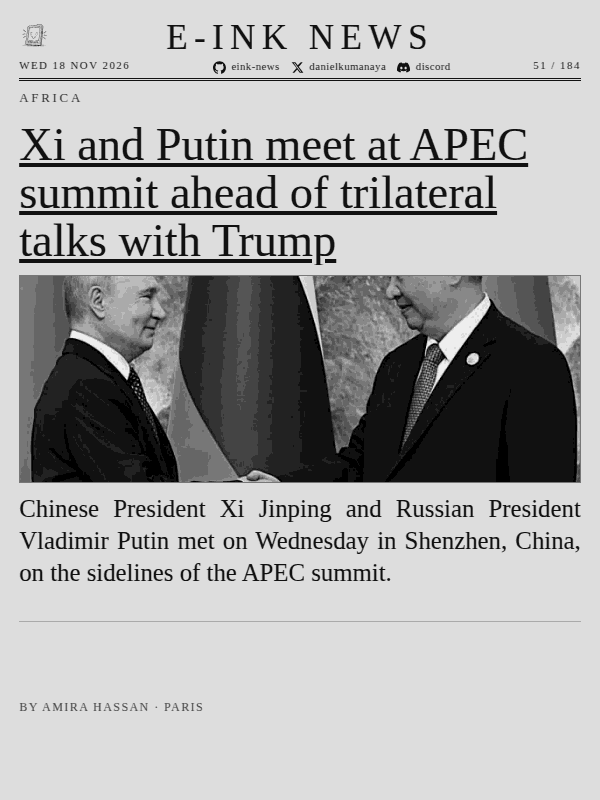 E-INK NEWS
WED 18 NOV 2026
eink-news danielkumanaya discord
51 / 184
AFRICA
Xi and Putin meet at APEC
summit ahead of trilateral
talks with Trump
Chinese President Xi Jinping and Russian President
Vladimir Putin met on Wednesday in Shenzhen, China,
on the sidelines of the APEC summit.
BY AMIRA HASSAN · PARIS